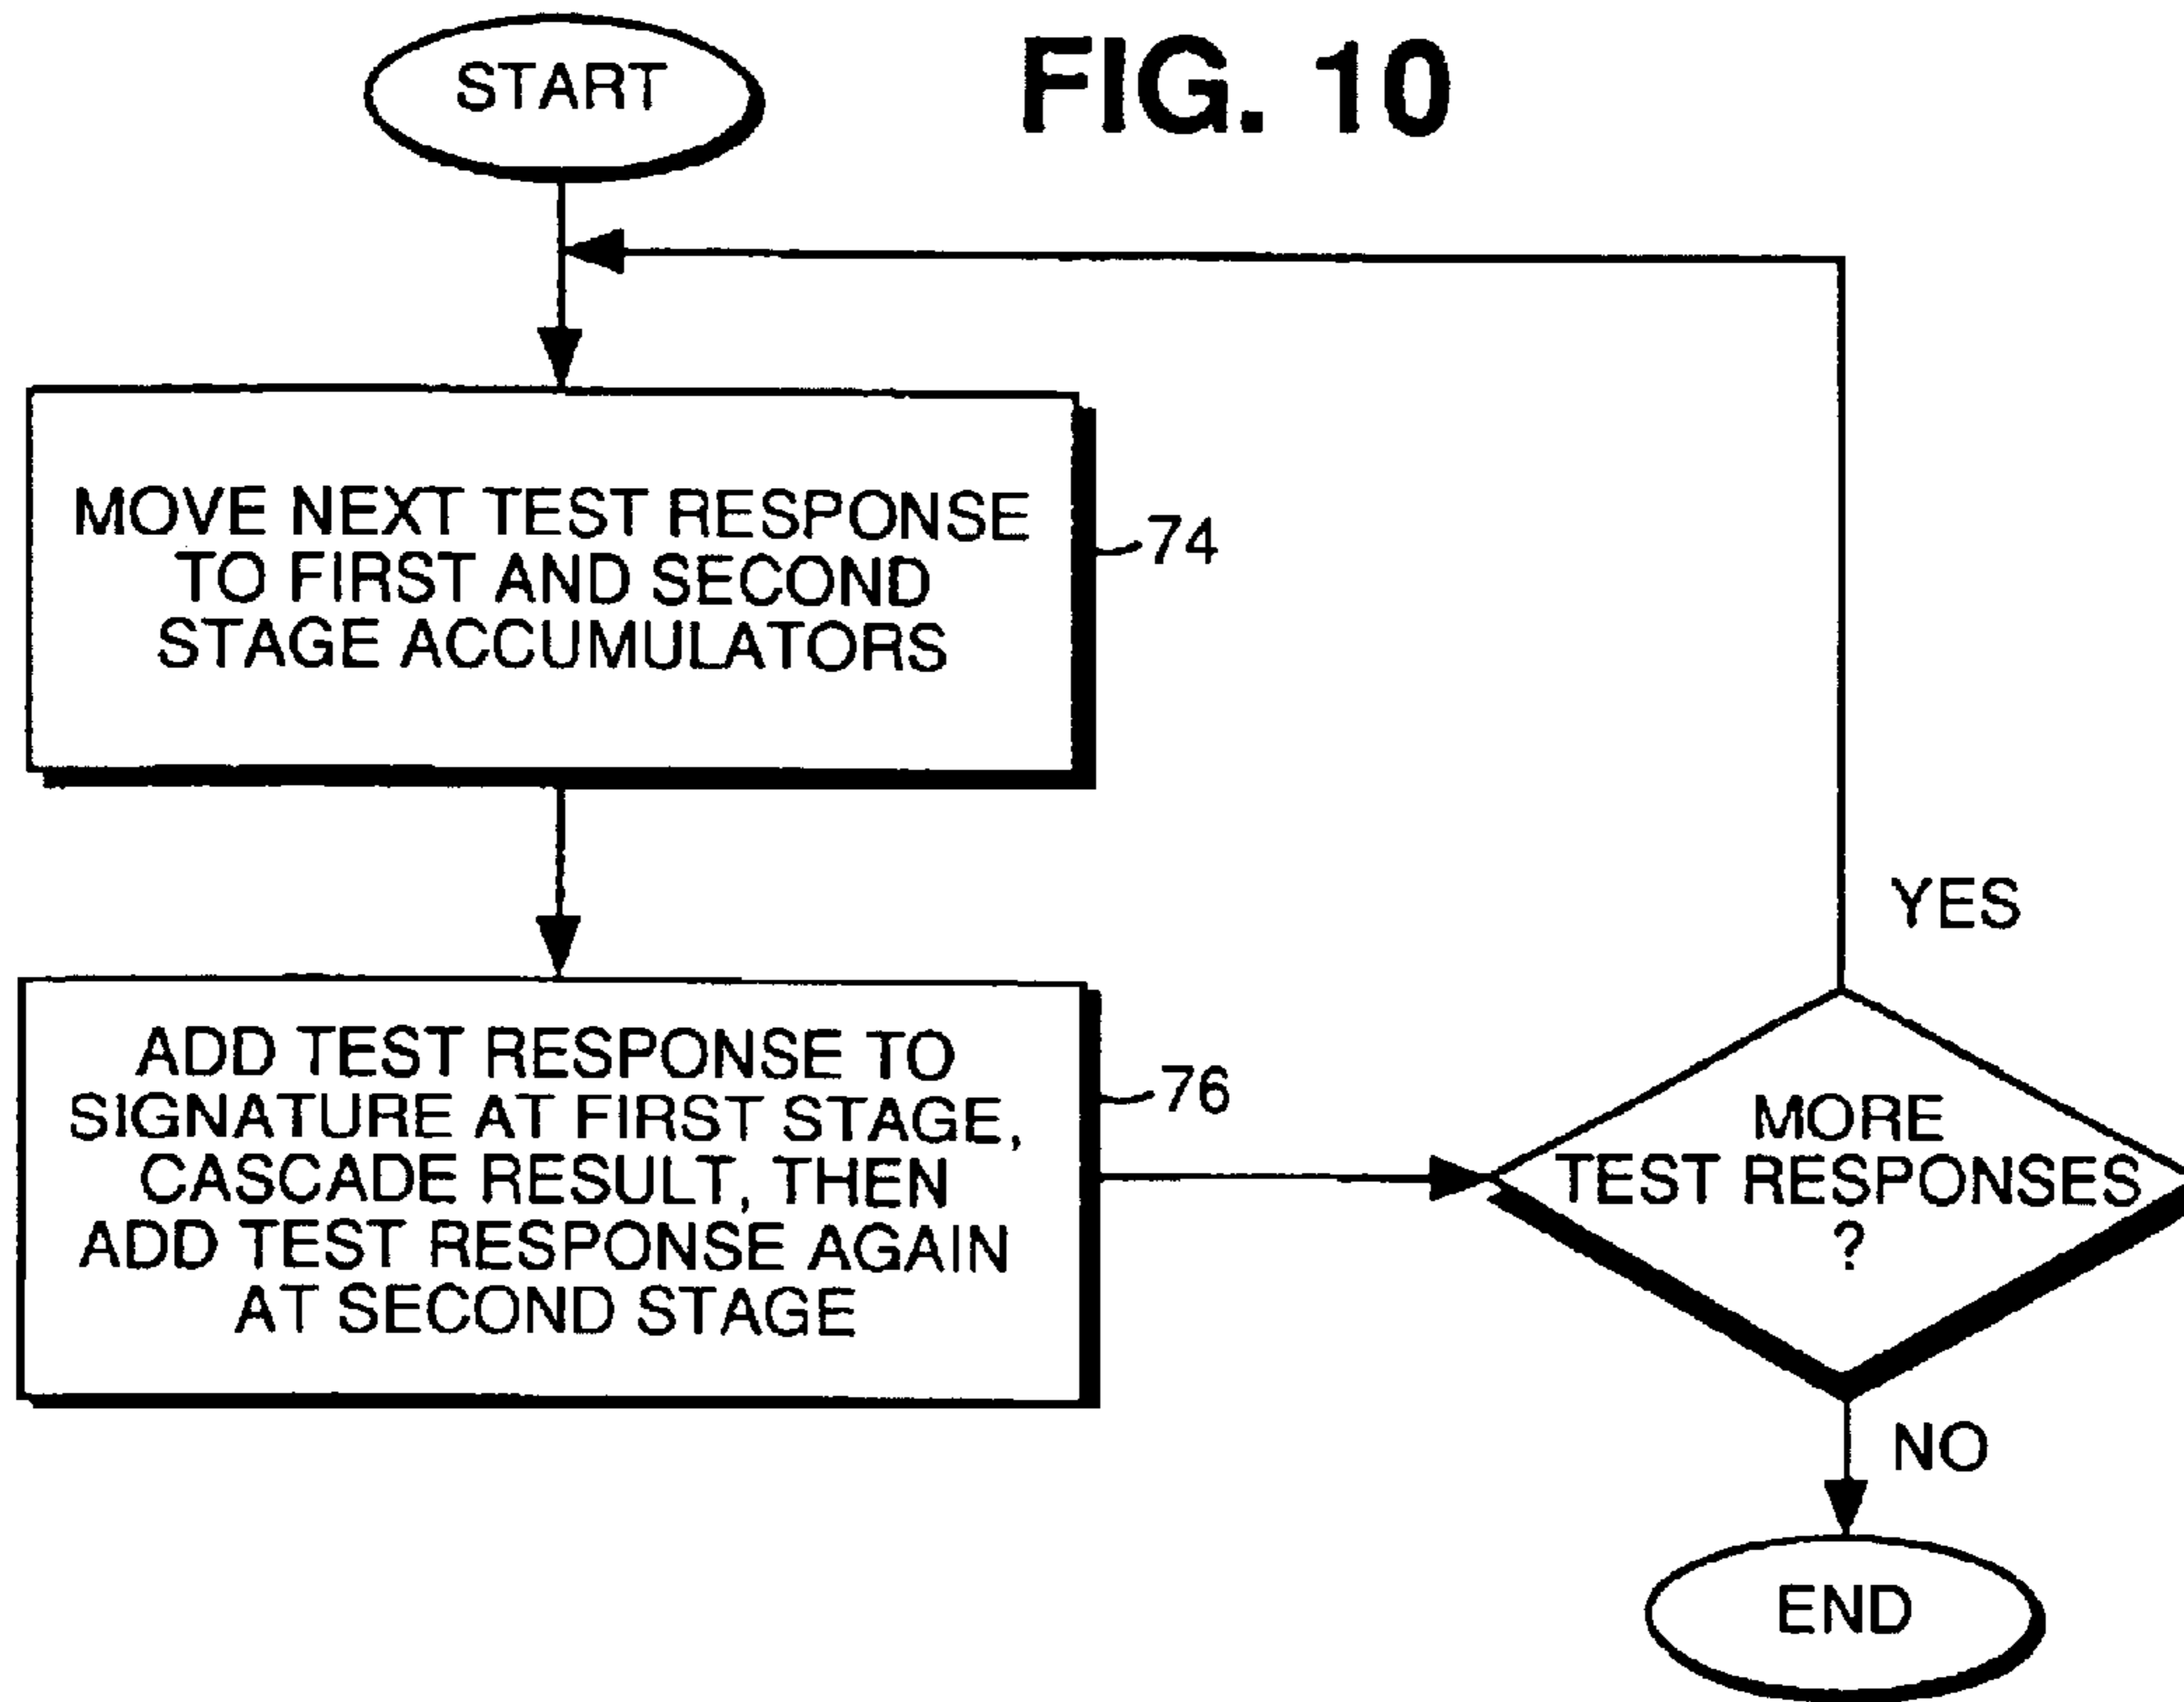 FIG. 10
START
MOVE NEXT TEST RESPONSE
TO FIRST AND SECOND
STAGE ACCUMULATORS
74
ADD TEST RESPONSE TO
SIGNATURE AT FIRST STAGE,
CASCADE RESULT, THEN
ADD TEST RESPONSE AGAIN
AT SECOND STAGE
76
MORE
TEST RESPONSES
?
YES
NO
END